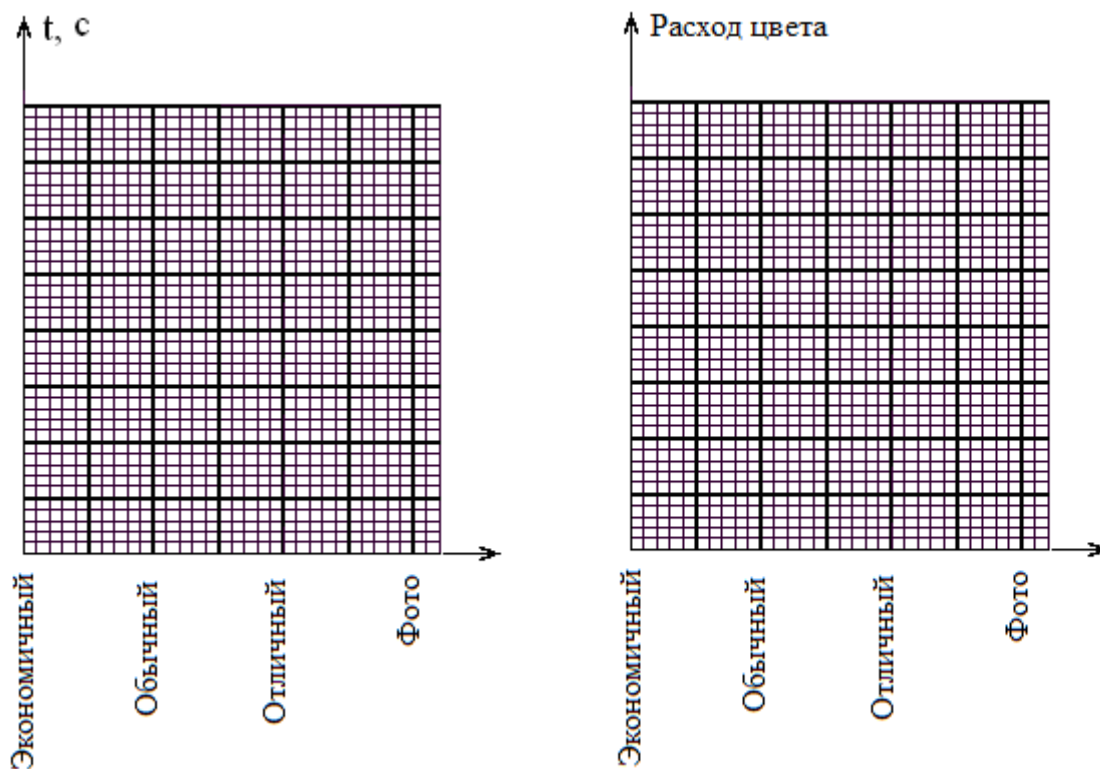 t, с
Расход цвета
Экономичный
Обычный
Отличный
Фото
Экономичный
Обычный
Отличный
Фото